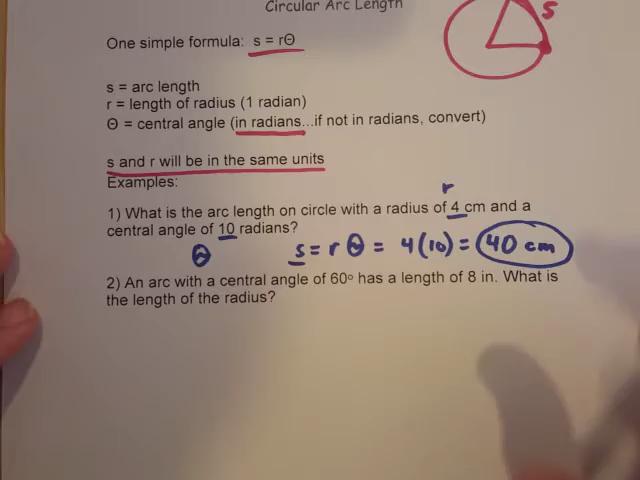 Circular Arc Length
s
One simple formula: s = rΘ
s = arc length
r = length of radius (1 radian)
Θ = central angle (in radians...if not in radians, convert)
s and r will be in the same units
Examples:
r
1) What is the arc length on circle with a radius of 4 cm and a
central angle of 10 radians?
Θ s = r Θ = 4(10) = 40 cm
2) An arc with a central angle of 60° has a length of 8 in. What is
the length of the radius?